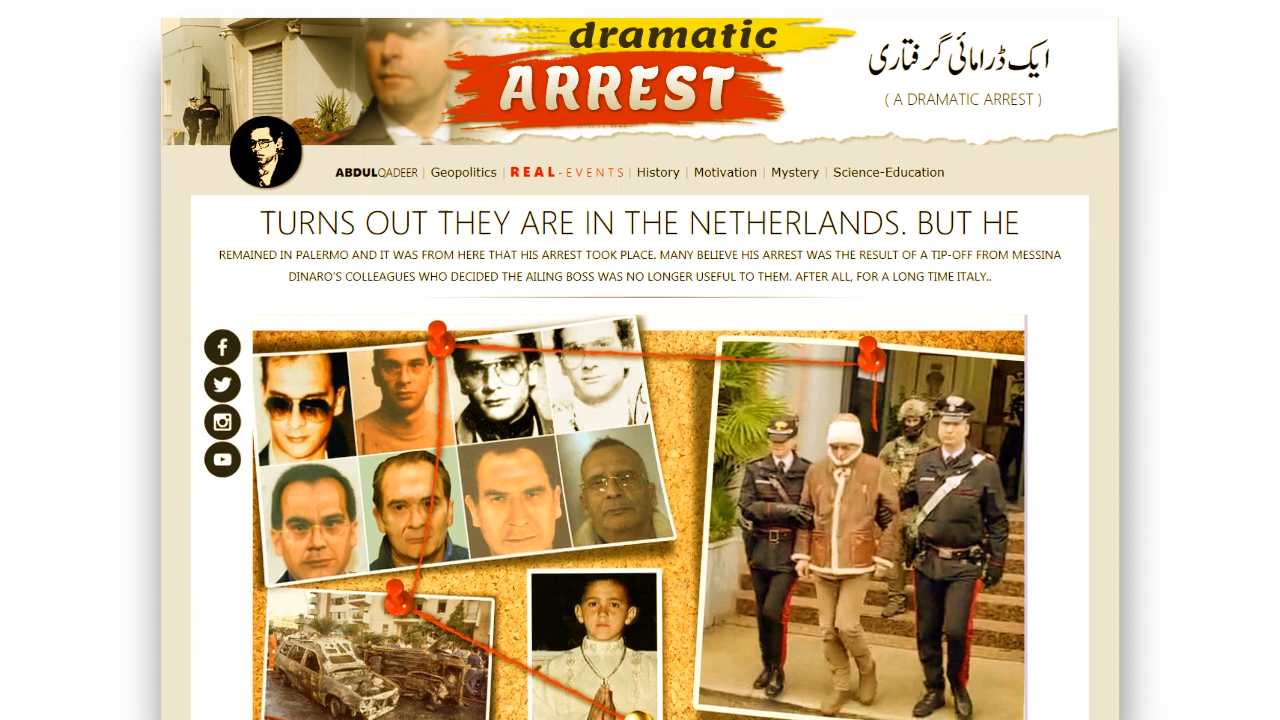 dramatic
ARREST
ایک ڈرامائی گرفتاری
( A DRAMATIC ARREST )
ABDULQADEER | Geopolitics | REAL-EVENTS | History | Motivation | Mystery | Science-Education
TURNS OUT THEY ARE IN THE NETHERLANDS. BUT HE
REMAINED IN PALERMO AND IT WAS FROM HERE THAT HIS ARREST TOOK PLACE. MANY BELIEVE HIS ARREST WAS THE RESULT OF A TIP-OFF FROM MESSINA
DINARO'S COLLEAGUES WHO DECIDED THE AILING BOSS WAS NO LONGER USEFUL TO THEM. AFTER ALL, FOR A LONG TIME ITALY..